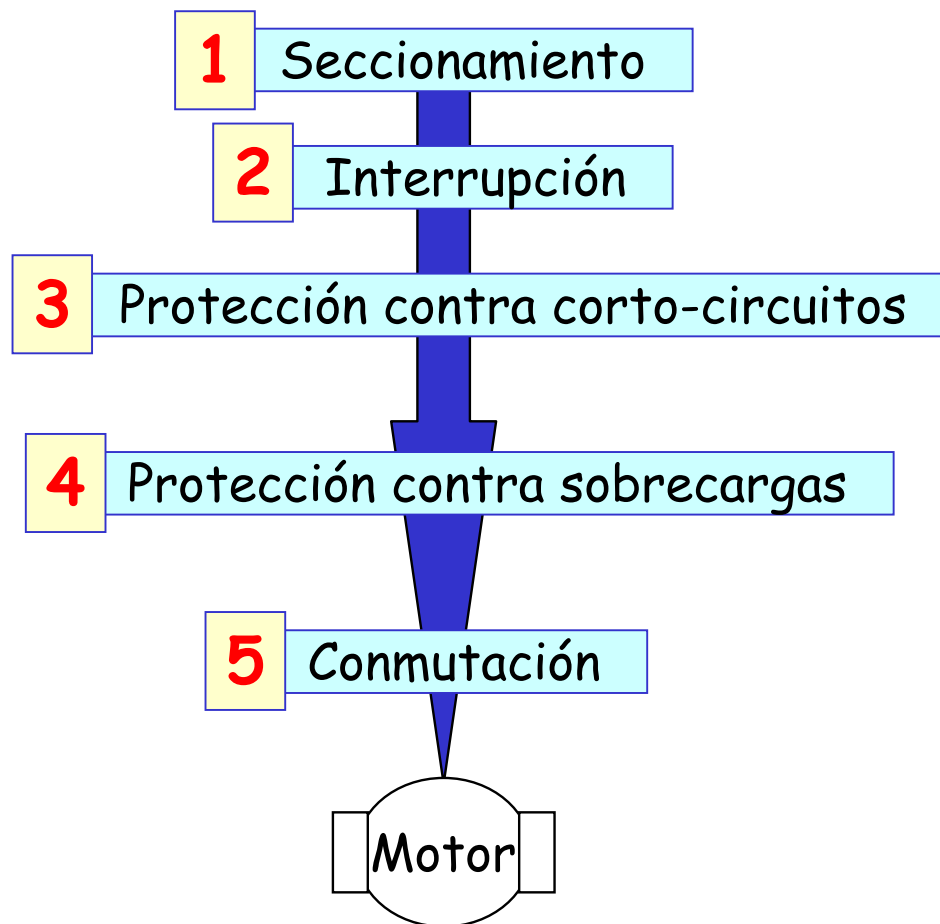 1 Seccionamiento
2 Interrupción
3 Protección contra corto-circuitos
4 Protección contra sobrecargas
5 Conmutación
Motor